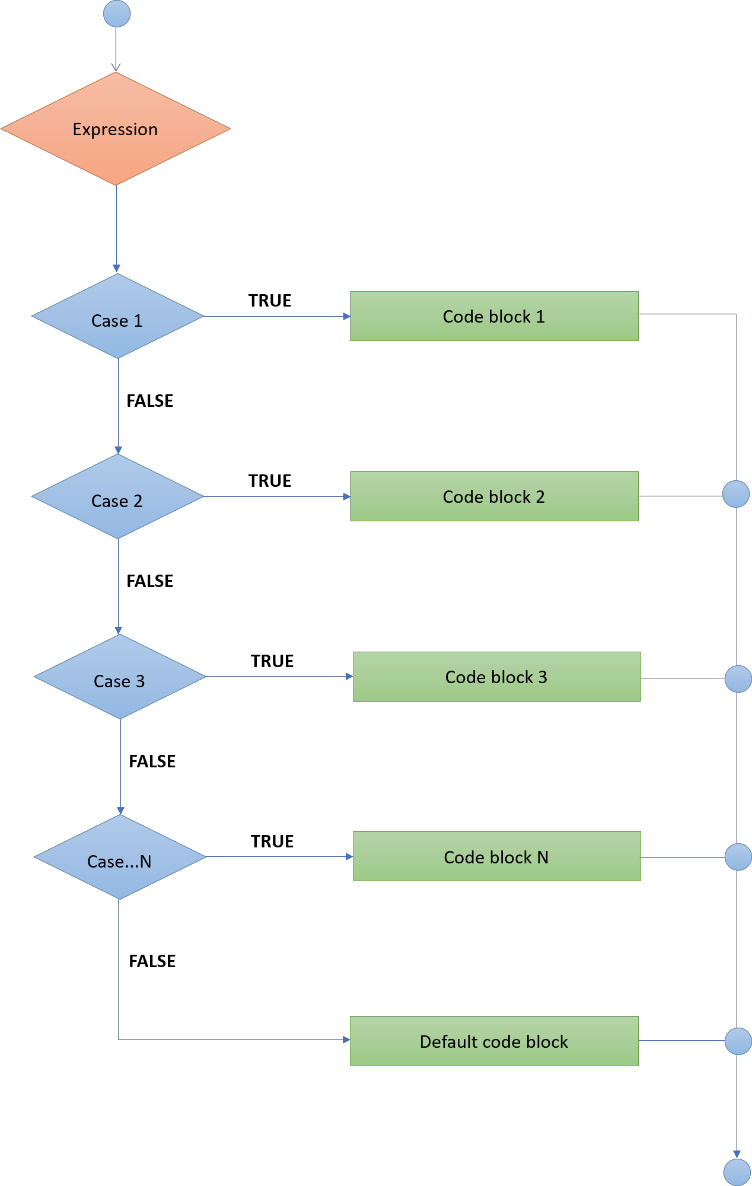 Expression
Case 1
TRUE
Code block 1
FALSE
Case 2
TRUE
Code block 2
FALSE
Case 3
TRUE
Code block 3
FALSE
Case...N
TRUE
Code block N
FALSE
Default code block